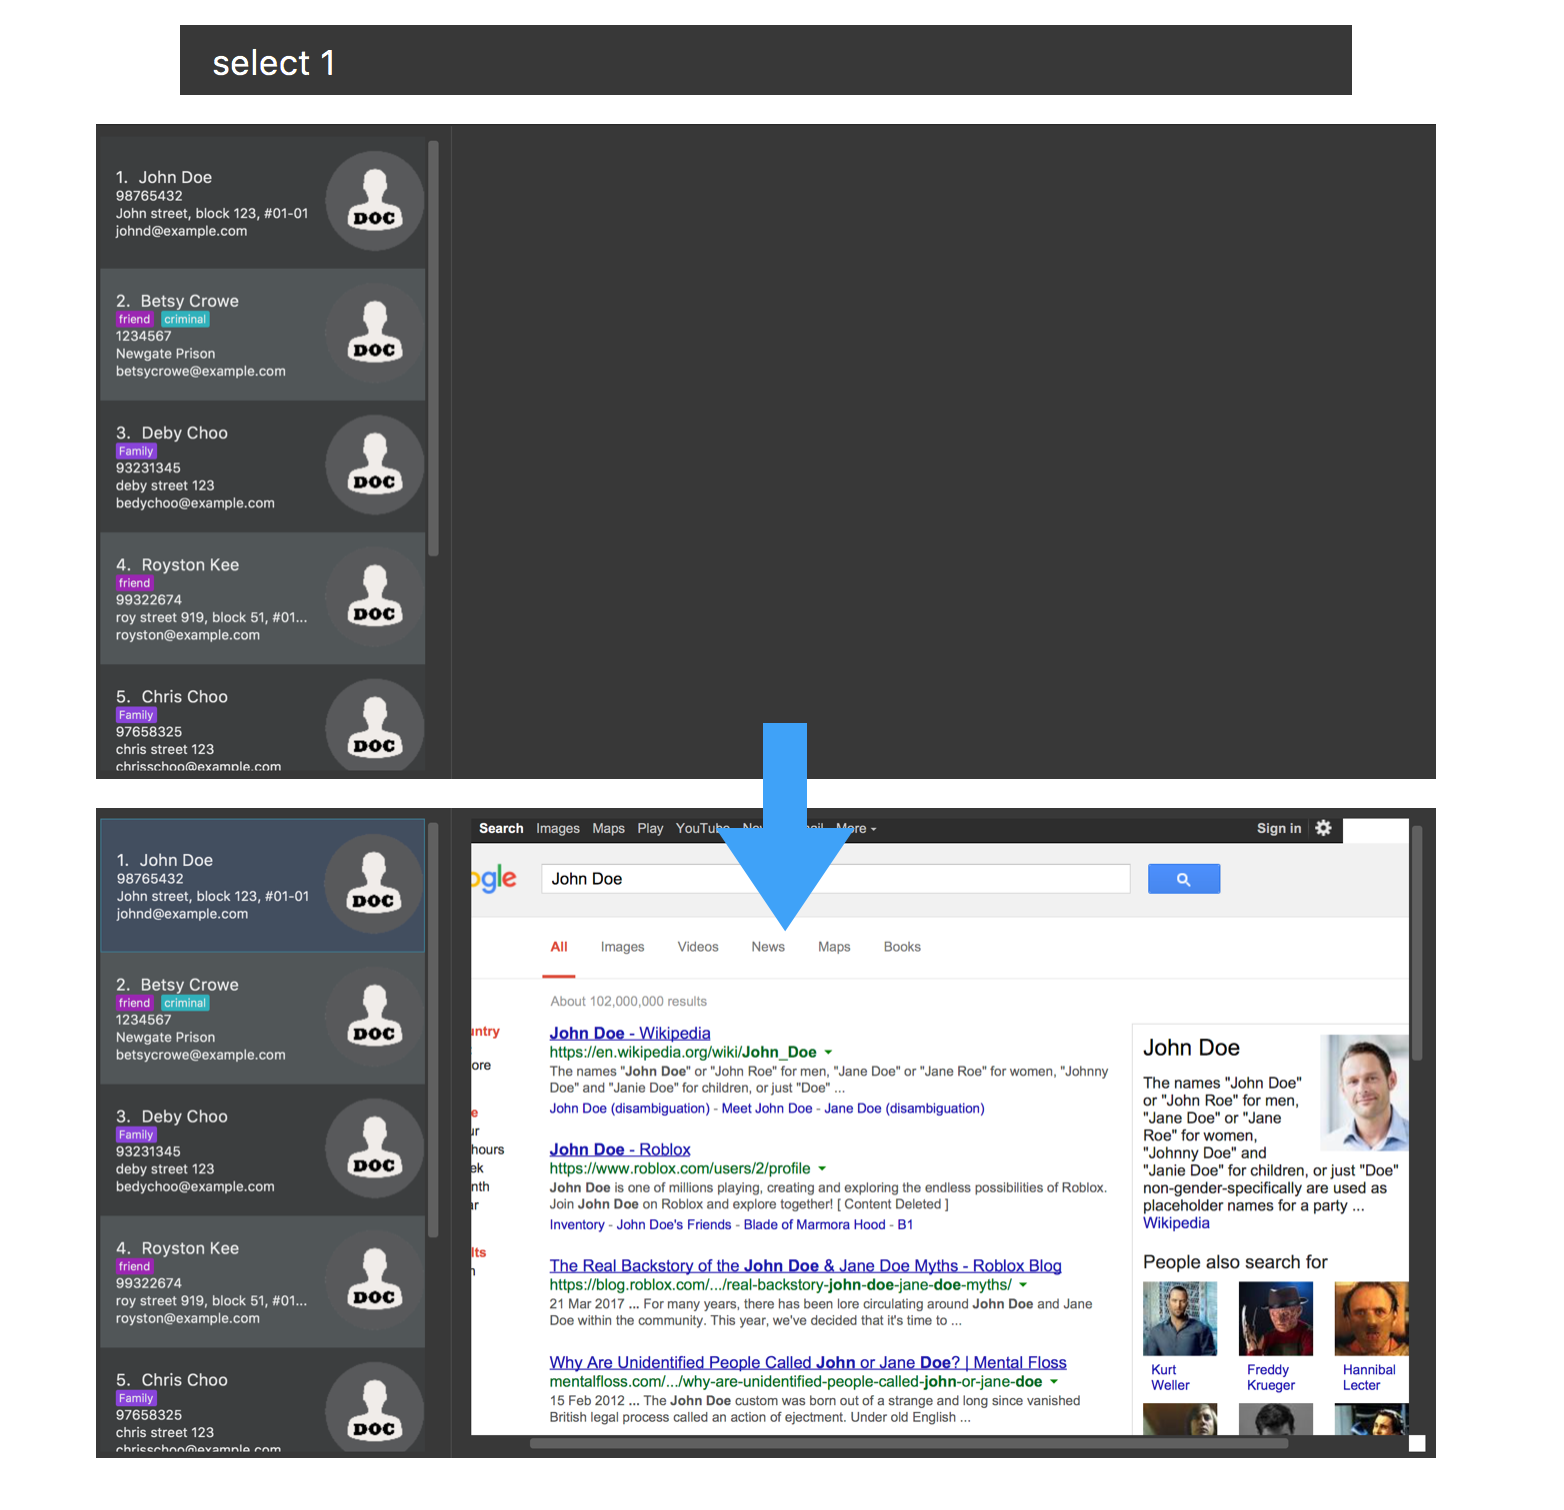 select 1
1. John Doe
98765432
John street, block 123, #01-01
johnd@example.com
DOC
2. Betsy Crowe
friend criminal
1234567
Newgate Prison
betsycrowe@example.com
DOC
3. Deby Choo
Family
93231345
deby street 123
bedychoo@example.com
DOC
4. Royston Kee
friend
99322674
roy street 919, block 51, #01...
royston@example.com
DOC
5. Chris Choo
Family
97658325
chris street 123
chrisschoo@example.com
DOC
1. John Doe
98765432
John street, block 123, #01-01
johnd@example.com
DOC
2. Betsy Crowe
friend criminal
1234567
Newgate Prison
betsycrowe@example.com
DOC
3. Deby Choo
Family
93231345
deby street 123
bedychoo@example.com
DOC
4. Royston Kee
friend
99322674
roy street 919, block 51, #01...
royston@example.com
DOC
5. Chris Choo
Family
97658325
chris street 123
chrisschoo@example.com
DOC
Search Images Maps Play YouTube More Sign in
ogle John Doe
All Images Videos News Maps Books
About 102,000,000 results
untry
ore
e
ur
hours
ek
nth
ar
lts
n
John Doe - Wikipedia
https://en.wikipedia.org/wiki/John_Doe
The names "John Doe" or "John Roe" for men, "Jane Doe" or "Jane Roe" for women, "Johnny
Doe" and "Janie Doe" for children, or just "Doe" ...
John Doe (disambiguation) - Meet John Doe - Jane Doe (disambiguation)
John Doe - Roblox
https://www.roblox.com/users/2/profile
John Doe is one of millions playing, creating and exploring the endless possibilities of Roblox.
Join John Doe on Roblox and explore together! [ Content Deleted ]
Inventory - John Doe's Friends - Blade of Marmora Hood - B1
The Real Backstory of the John Doe & Jane Doe Myths - Roblox Blog
https://blog.roblox.com/.../real-backstory-john-doe-jane-doe-myths/
21 Mar 2017 ... For many years, there has been lore circulating around John Doe and Jane
Doe within the community. This year, we've decided that it's time to ...
Why Are Unidentified People Called John or Jane Doe? | Mental Floss
mentalfloss.com/.../why-are-unidentified-people-called-john-or-jane-doe
15 Feb 2012 ... The John Doe custom was born out of a strange and long since vanished
British legal process called an action of ejectment. Under old English ...
John Doe
The names "John Doe"
or "John Roe" for men,
"Jane Doe" or "Jane
Roe" for women,
"Johnny Doe" and
"Janie Doe" for children, or just "Doe"
non-gender-specifically are used as
placeholder names for a party ...
Wikipedia
People also search for
Kurt
Weller
Freddy
Krueger
Hannibal
Lecter